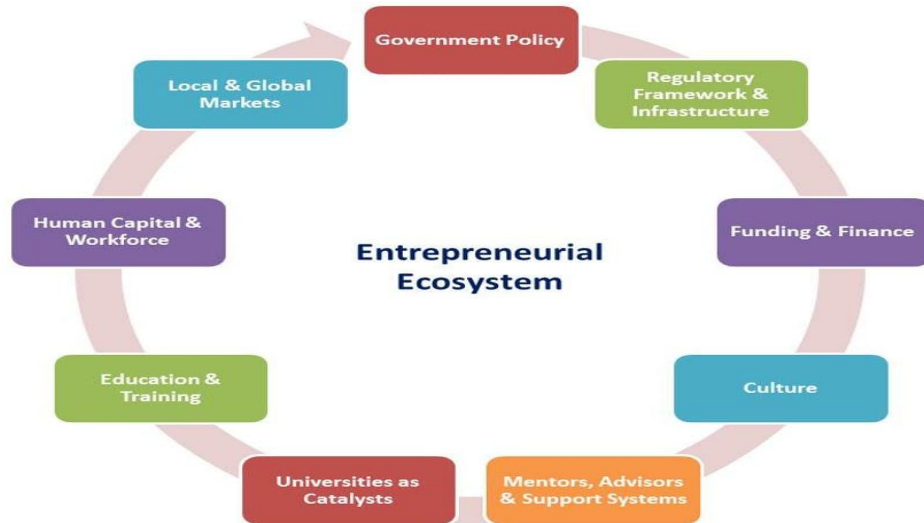 Government Policy
Regulatory
Framework &
Infrastructure
Funding & Finance
Culture
Mentors, Advisors
& Support Systems
Universities as
Catalysts
Education &
Training
Human Capital &
Workforce
Local & Global
Markets
Entrepreneurial
Ecosystem